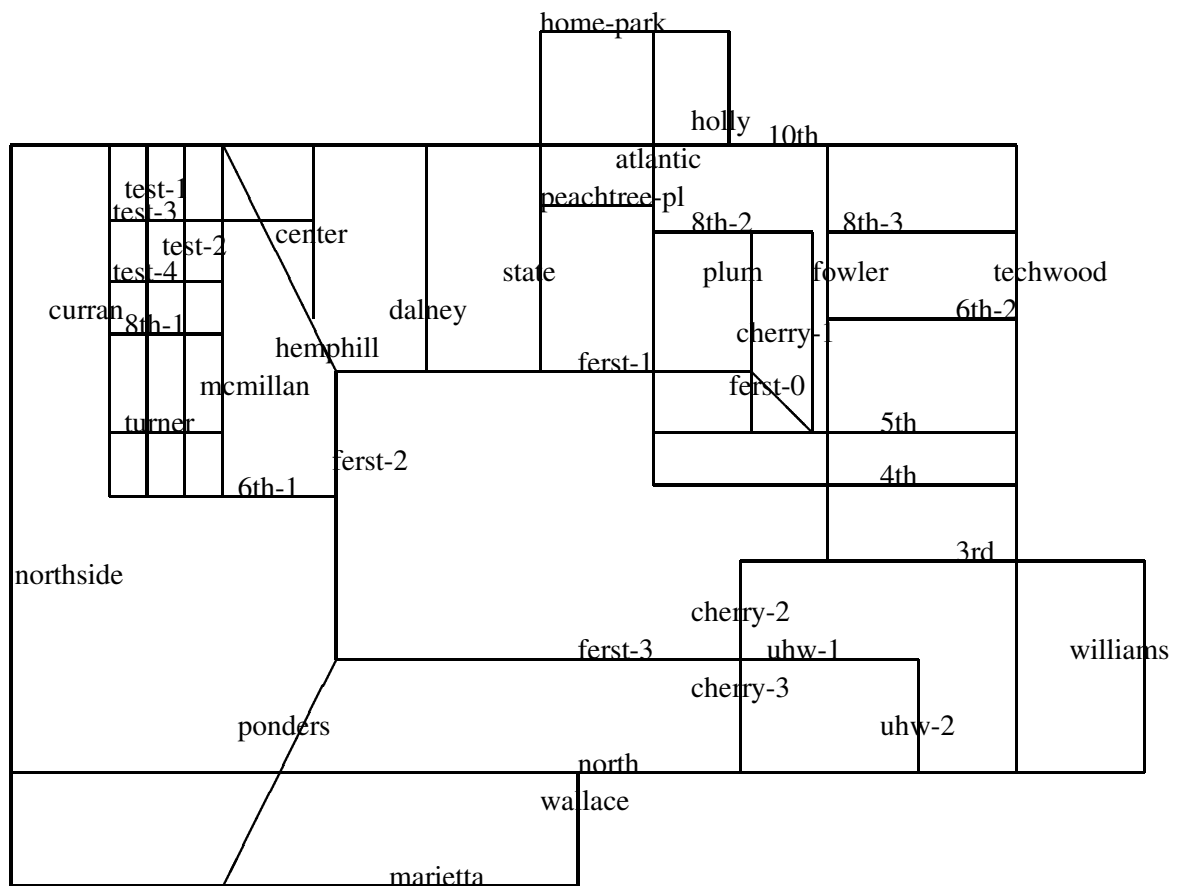 home-park
holly
10th
atlantic
test-1
peachtree-pl
test-3
8th-2
8th-3
center
test-2
test-4
state
plum
fowler
techwood
curran
dalney
6th-2
8th-1
cherry-1
hemphill
ferst-1
mcmillan
ferst-0
turner
5th
ferst-2
4th
6th-1
3rd
northside
cherry-2
ferst-3
uhw-1
williams
cherry-3
ponders
uhw-2
north
wallace
marietta